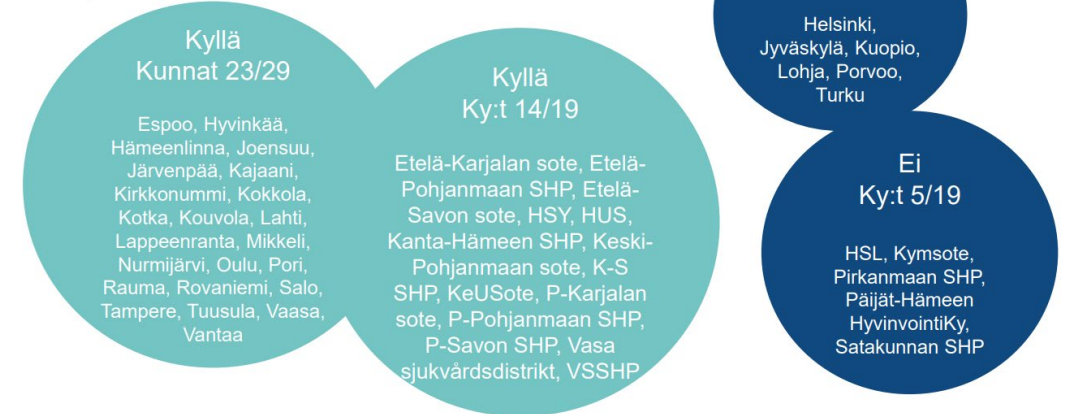 Kyllä
Kunnat 23/29
Espoo, Hyvinkää,
Hämeenlinna, Joensuu,
Järvenpää, Kajaani,
Kirkkonummi, Kokkola,
Kotka, Kouvola, Lahti,
Lappeenranta, Mikkeli,
Nurmijärvi, Oulu, Pori,
Rauma, Rovaniemi, Salo,
Tampere, Tuusula, Vaasa,
Vantaa
Kyllä
Ky:t 14/19
Etelä-Karjalan sote, Etelä-
Pohjanmaan SHP, Etelä-
Savon sote, HSY, HUS,
Kanta-Hämeen SHP, Keski-
Pohjanmaan sote, K-S
SHP, KeUSote, P-Karjalan
sote, P-Pohjanmaan SHP,
P-Savon SHP, Vasa
sjukvårdsdistrikt, VSSHP
Helsinki,
Jyväskylä, Kuopio,
Lohja, Porvoo,
Turku
Ei
Ky:t 5/19
HSL, Kymsote,
Pirkanmaan SHP,
Päijät-Hämeen
HyvinvointiKy,
Satakunnan SHP